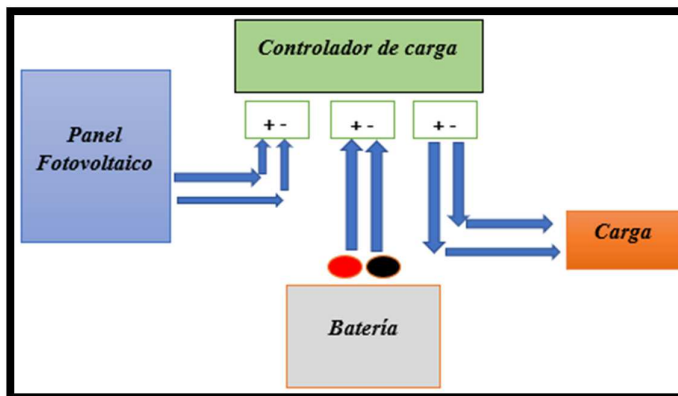 Controlador de carga
+ -
+ -
+ -
Panel
Fotovoltaico
Carga
Batería